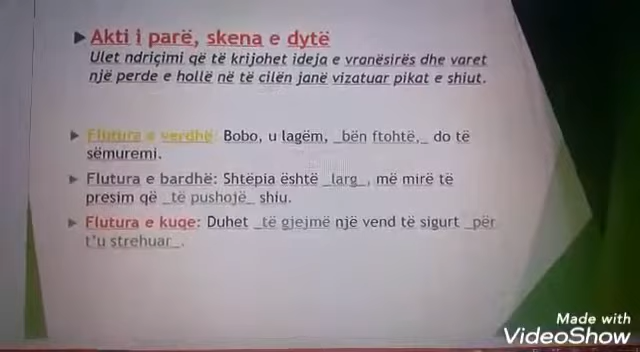 Akti i parë, skena e dytë
Ulet ndriçimi që të krijohet ideja e vranësirës dhe varet
një perde e hollë në të cilën janë vizatuar pikat e shiut.
Flutura e verdhë: Bobo, u lagëm, _bën ftohtë,_ do të
sëmuremi.
Flutura e bardhë: Shtëpia është _larg_, më mirë të
presim që _të pushojë_ shiu.
Flutura e kuqe: Duhet _të gjejmë një vend të sigurt _për
t'u strehuar_.
Made with
VideoShow